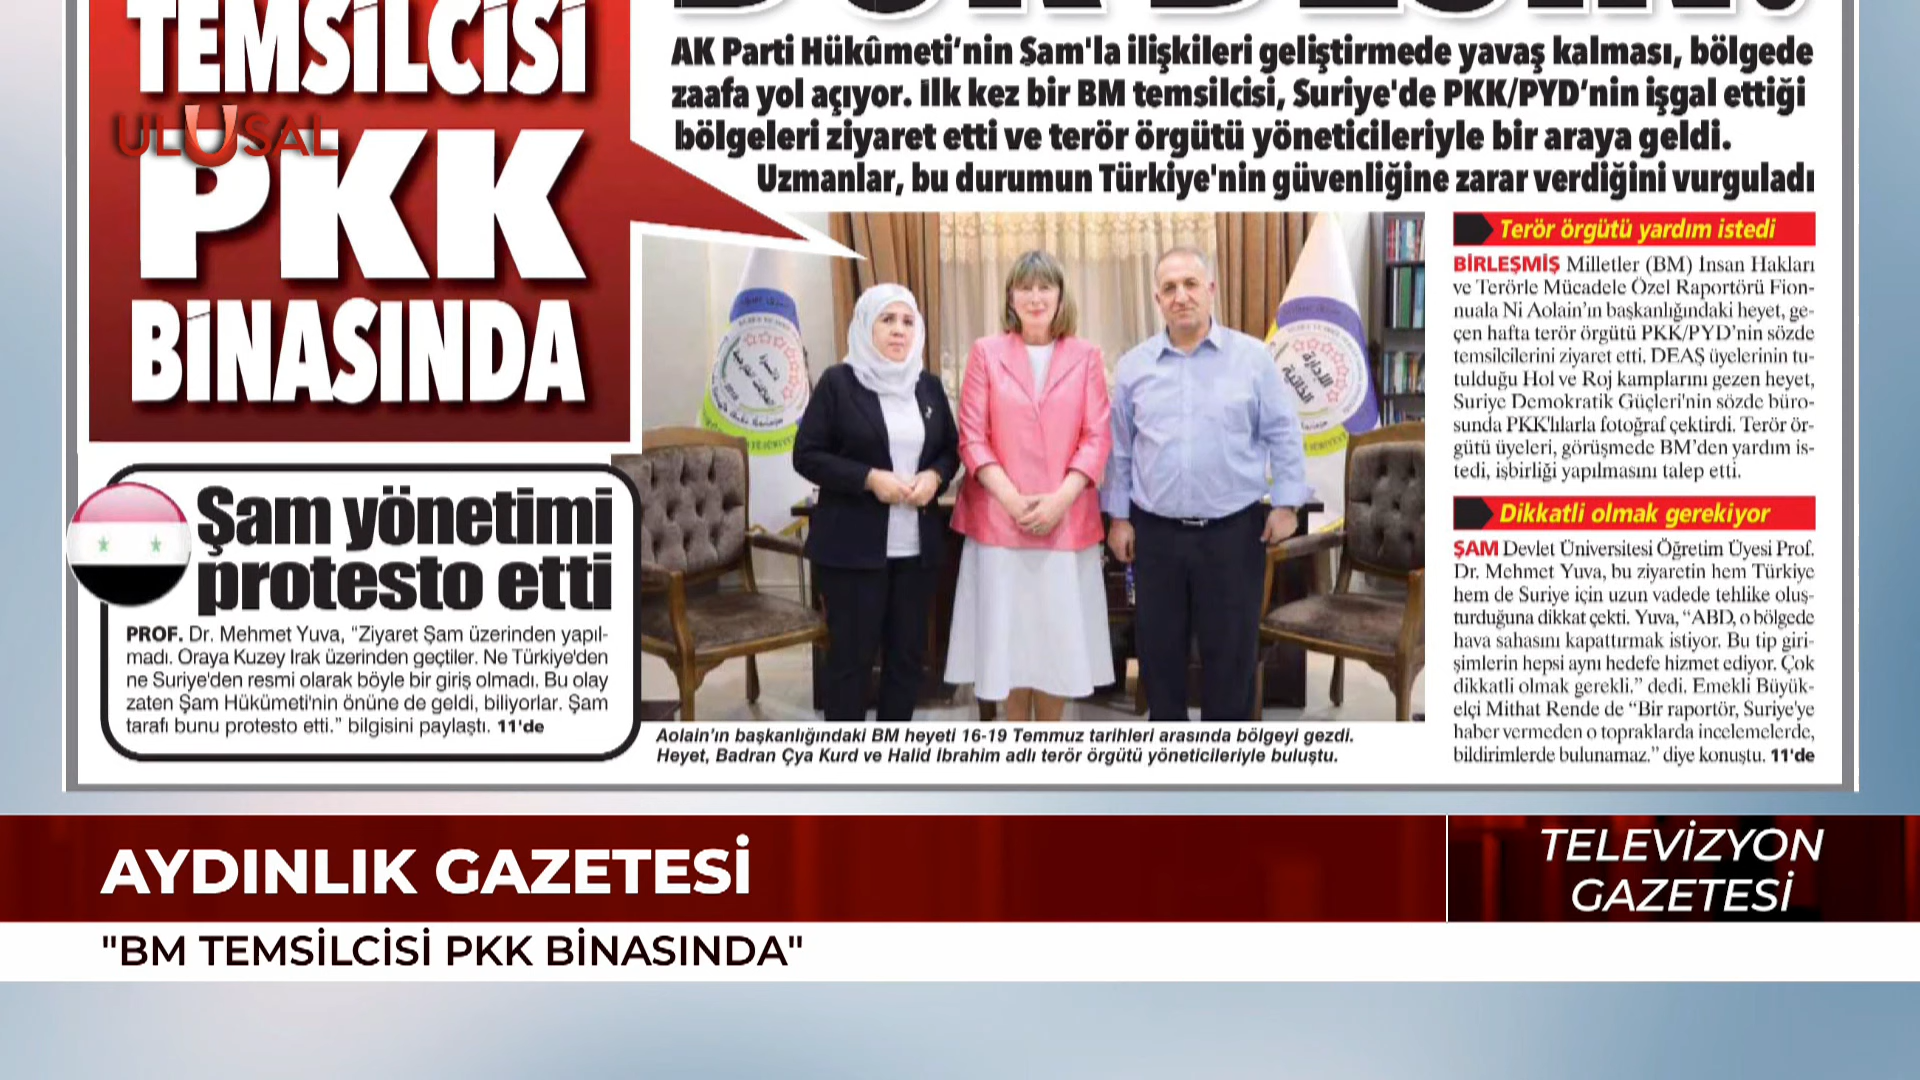 TEMSİLCİSİ
PKK
BİNASINDA
ULUSAL
AK Parti Hükûmeti’nin Şam'la ilişkileri geliştirmede yavaş kalması, bölgede
zaafa yol açıyor. İlk kez bir BM temsilcisi, Suriye'de PKK/PYD’nin işgal ettiği
bölgeleri ziyaret etti ve terör örgütü yöneticileriyle bir araya geldi.
Uzmanlar, bu durumun Türkiye'nin güvenliğine zarar verdiğini vurguladı
Şam yönetimi
protesto etti
PROF. Dr. Mehmet Yuva, “Ziyaret Şam üzerinden yapıl-
madı. Oraya Kuzey Irak üzerinden geçtiler. Ne Türkiye'den
ne Suriye'den resmi olarak böyle bir giriş olmadı. Bu olay
zaten Şam Hükümeti'nin önüne de geldi, biliyorlar. Şam
tarafı bunu protesto etti.” bilgisini paylaştı. 11'de
Aolain’ın başkanlığındaki BM heyeti 16-19 Temmuz tarihleri arasında bölgeyi gezdi.
Heyet, Badran Çya Kurd ve Halid İbrahim adlı terör örgütü yöneticileriyle buluştu.
Terör örgütü yardım istedi
BİRLEŞMİŞ Milletler (BM) İnsan Hakları
ve Terörle Mücadele Özel Raportörü Fion-
nuala Ni Aolain’ın başkanlığındaki heyet, ge-
çen hafta terör örgütü PKK/PYD’nin sözde
temsilcilerini ziyaret etti. DEAŞ üyelerinin tu-
tulduğu Hol ve Roj kamplarını gezen heyet,
Suriye Demokratik Güçleri'nin sözde büro-
sunda PKK'lılarla fotoğraf çektirdi. Terör ör-
gütü üyeleri, görüşmede BM’den yardım is-
tedi, işbirliği yapılmasını talep etti.
Dikkatli olmak gerekiyor
ŞAM Devlet Üniversitesi Öğretim Üyesi Prof.
Dr. Mehmet Yuva, bu ziyaretin hem Türkiye
hem de Suriye için uzun vadede tehlike oluş-
turduğuna dikkat çekti. Yuva, “ABD, o bölgede
hava sahasını kapattırmak istiyor. Bu tip giri-
şimlerin hepsi aynı hedefe hizmet ediyor. Çok
dikkatli olmak gerekli.” dedi. Emekli Büyük-
elçi Mithat Rende de “Bir raportör, Suriye'ye
haber vermeden o topraklarda incelemelerde,
bildirimlerde bulunamaz.” diye konuştu. 11'de
AYDINLIK GAZETESİ
TELEVİZYON
GAZETESİ
"BM TEMSİLCİSİ PKK BİNASINDA"